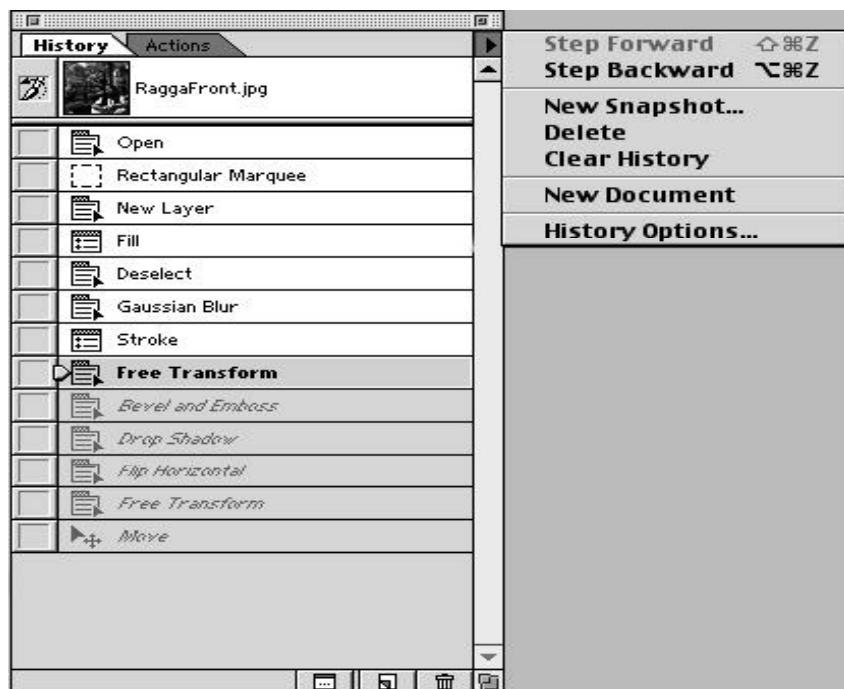 History Actions
RaggaFront.jpg
Open
Rectangular Marquee
New Layer
Fill
Deselect
Gaussian Blur
Stroke
Free Transform
Bevel and Emboss
Drop Shadow
Flip Horizontal
Free Transform
Move
Step Forward ⇧⌘Z
Step Backward ⌥⌘Z
New Snapshot...
Delete
Clear History
New Document
History Options...